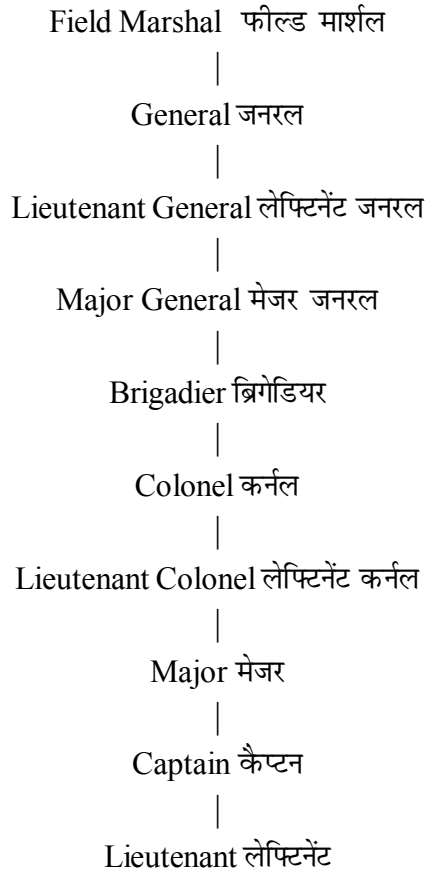 Field Marshal फील्ड मार्शल
General जनरल
Lieutenant General लेफ्टिनेंट जनरल
Major General मेजर जनरल
Brigadier ब्रिगेडियर
Colonel कर्नल
Lieutenant Colonel लेफ्टिनेंट कर्नल
Major मेजर
Captain कैप्टन
Lieutenant लेफ्टिनेंट